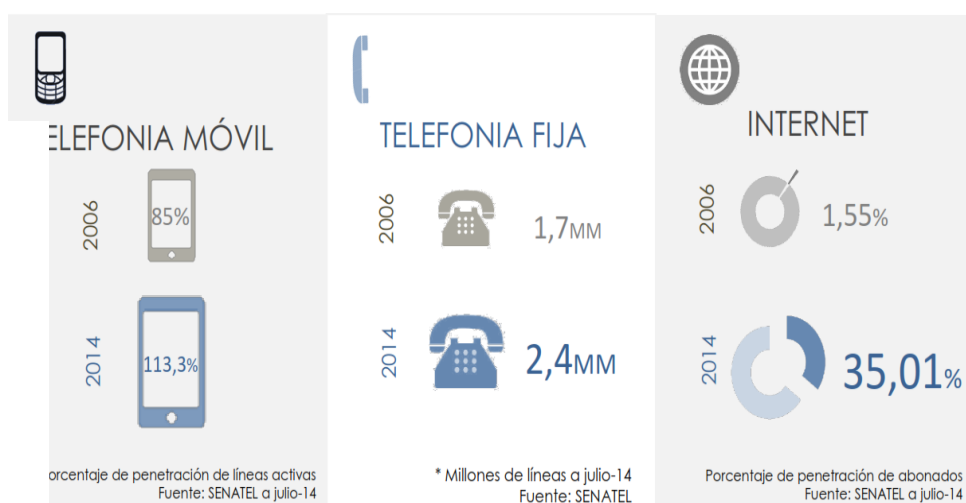 ELEFONIA MÓVIL
2006
85%
2014
113,3%
orcentaje de penetración de líneas activas
Fuente: SENATEL a julio-14
TELEFONIA FIJA
2006
1,7MM
2014
2,4MM
* Millones de líneas a julio-14
Fuente: SENATEL
INTERNET
2006
1,55%
2014
35,01%
Porcentaje de penetración de abonados
Fuente: SENATEL a julio-14